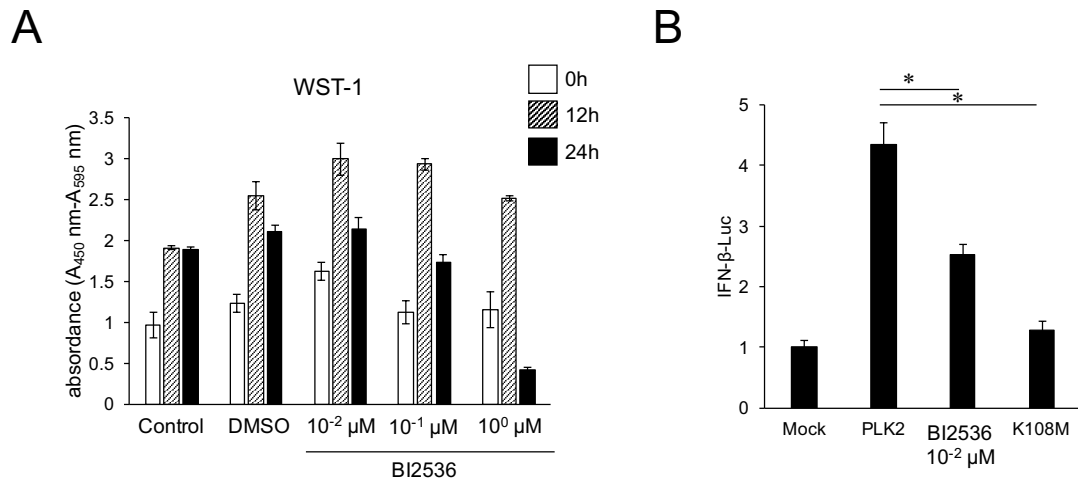 A
WST-1
0h
12h
24h
absordance (A450 nm-A595 nm)
3.5
3
2.5
2
1.5
1
0.5
0
Control DMSO 10-2 µM 10-1 µM 100 µM
BI2536
B
* 
*
IFN-β-Luc
5
4
3
2
1
0
Mock PLK2 BI2536 K108M
10-2 µM